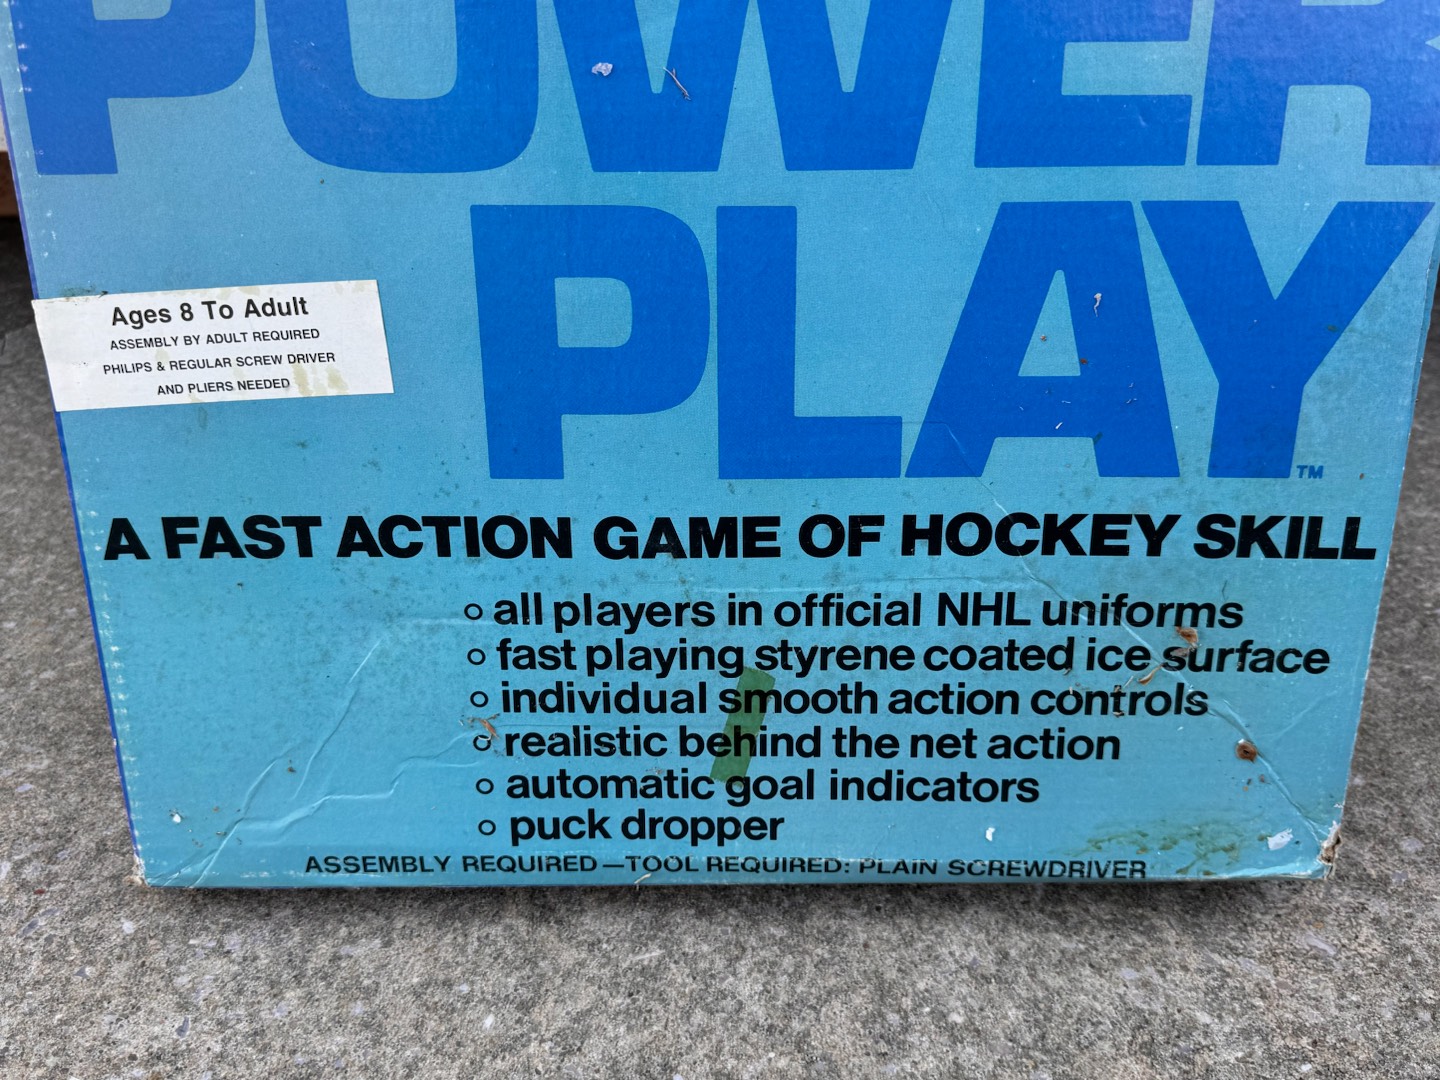 POWER
PLAY™
Ages 8 To Adult
ASSEMBLY BY ADULT REQUIRED
PHILIPS & REGULAR SCREW DRIVER
AND PLIERS NEEDED
A FAST ACTION GAME OF HOCKEY SKILL
○ all players in official NHL uniforms
○ fast playing styrene coated ice surface
○ individual smooth action controls
○ realistic behind the net action
○ automatic goal indicators
○ puck dropper
ASSEMBLY REQUIRED—TOOL REQUIRED: PLAIN SCREWDRIVER